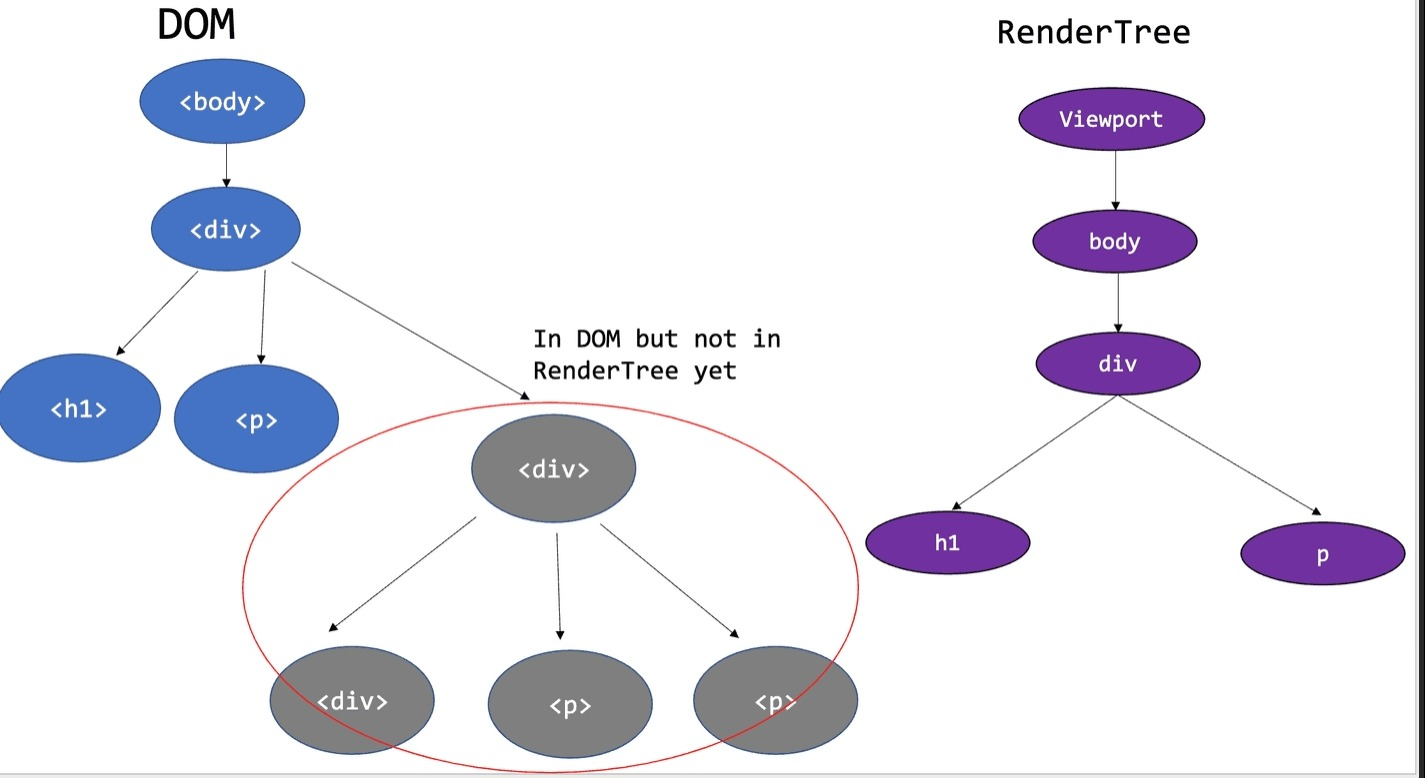 DOM
<body>
<div>
<h1>
<p>
In DOM but not in
RenderTree yet
<div>
<div>
<p>
<p>
RenderTree
Viewport
body
div
h1
p